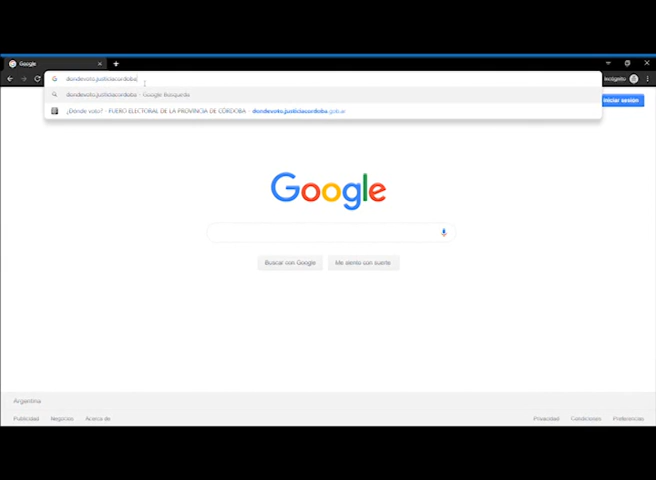 Google
dondevoto.justiciacordoba
Incógnito
dondevoto.justiciacordoba - Google Búsqueda
¿Dónde voto? - FUERO ELECTORAL DE LA PROVINCIA DE CÓRDOBA - dondevoto.justiciacordoba.gob.ar
Iniciar sesión
Google
Buscar con Google
Me siento con suerte
Argentina
Publicidad Negocios Acerca de Privacidad Condiciones Preferencias